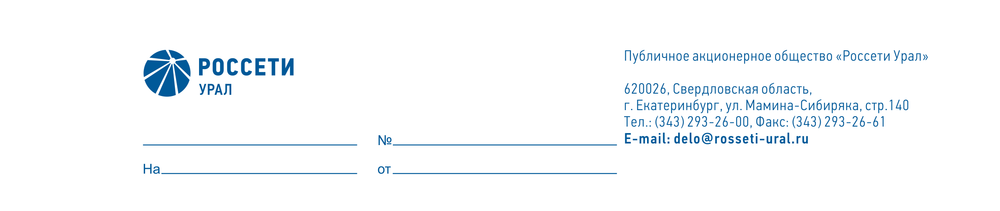 РОССЕТИ
УРАЛ
Публичное акционерное общество «Россети Урал»
620026, Свердловская область,
г. Екатеринбург, ул. Мамина-Сибиряка, стр.140
Тел.: (343) 293-26-00, Факс: (343) 293-26-61
E-mail: delo@rosseti-ural.ru
№
На от